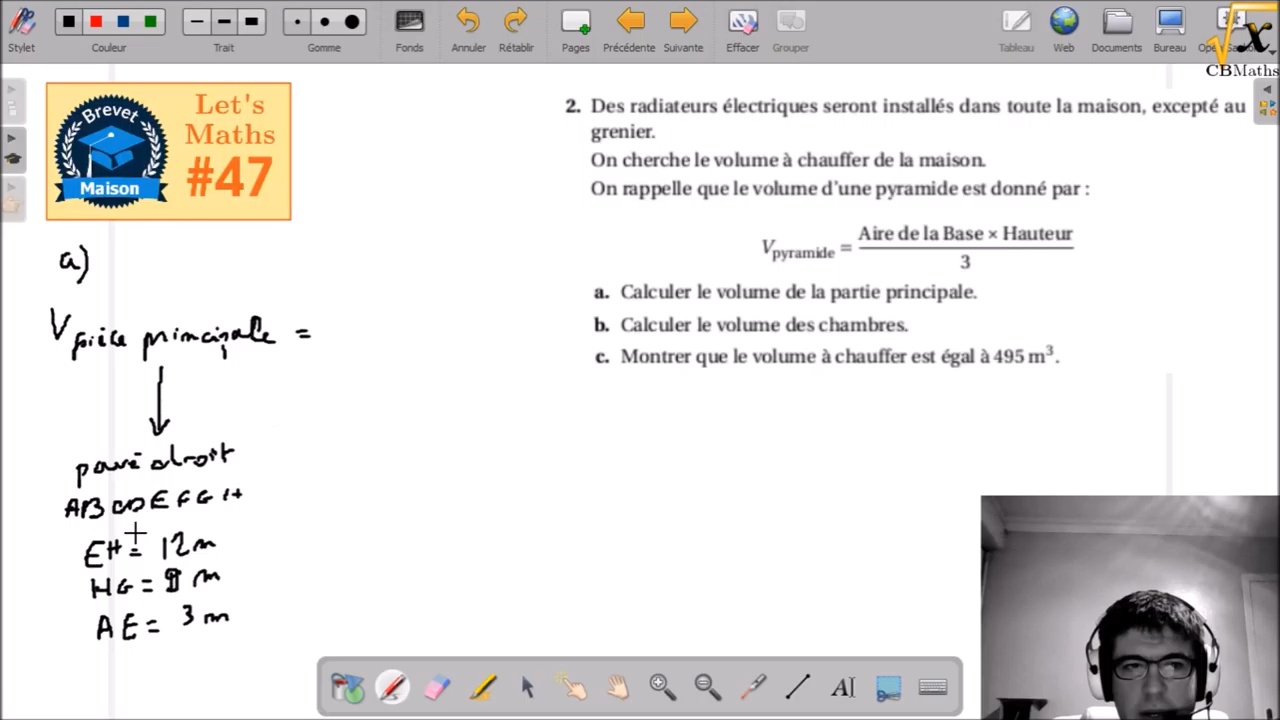 Stylet Couleur Trait Gomme Fonds Annuler Rétablir Pages Précédente Suivante Effacer Grouper Tableau Web Documents Bureau
CBMaths
Brevet
Maison
Let's
Maths
#47
2. Des radiateurs électriques seront installés dans toute la maison, excepté au
grenier.
On cherche le volume à chauffer de la maison.
On rappelle que le volume d'une pyramide est donné par :
Vpyramide = Aire de la Base × Hauteur
3
a. Calculer le volume de la partie principale.
b. Calculer le volume des chambres.
c. Montrer que le volume à chauffer est égal à 495 m³.
a)
V pièce principale =
pavé droit
ABCDEFGH
EH = 12 m
HG = m
AE = 3 m